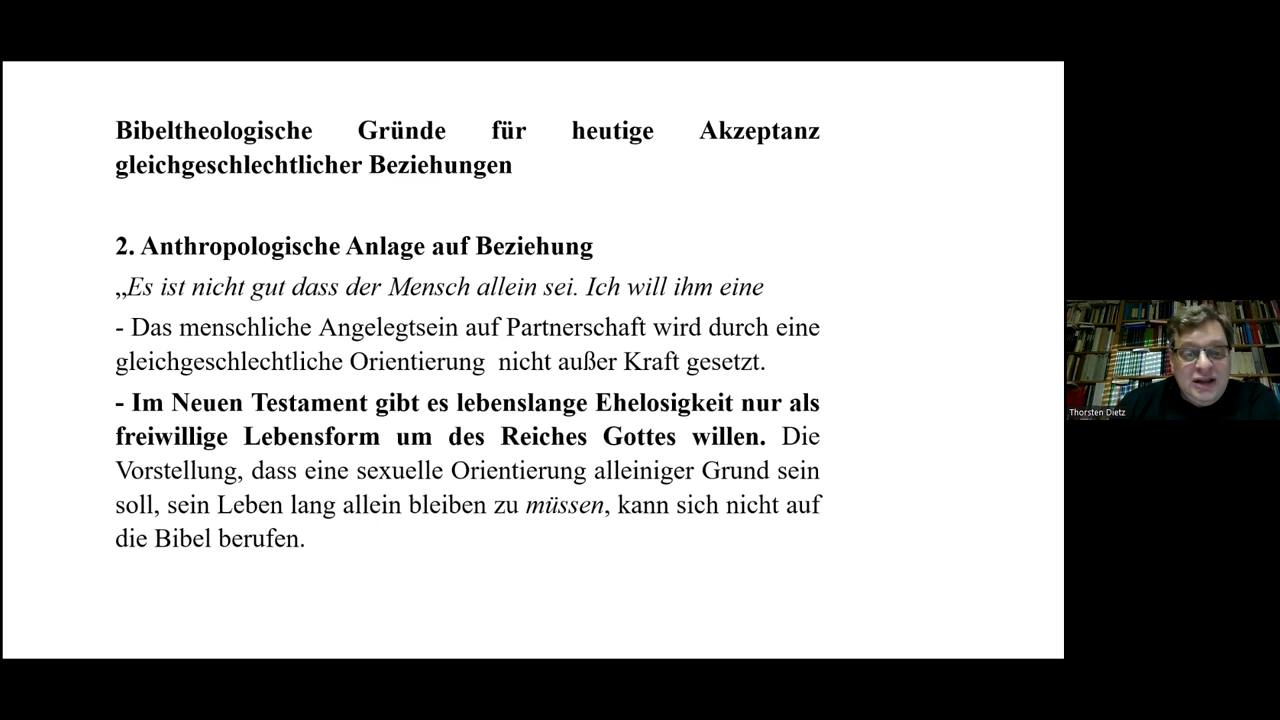 Bibeltheologische Gründe für heutige Akzeptanz
gleichgeschlechtlicher Beziehungen
2. Anthropologische Anlage auf Beziehung
„Es ist nicht gut dass der Mensch allein sei. Ich will ihm eine
- Das menschliche Angelegtsein auf Partnerschaft wird durch eine
gleichgeschlechtliche Orientierung  nicht außer Kraft gesetzt.
- Im Neuen Testament gibt es lebenslange Ehelosigkeit nur als
freiwillige Lebensform um des Reiches Gottes willen. Die
Vorstellung, dass eine sexuelle Orientierung alleiniger Grund sein
soll, sein Leben lang allein bleiben zu müssen, kann sich nicht auf
die Bibel berufen.
Thorsten Dietz